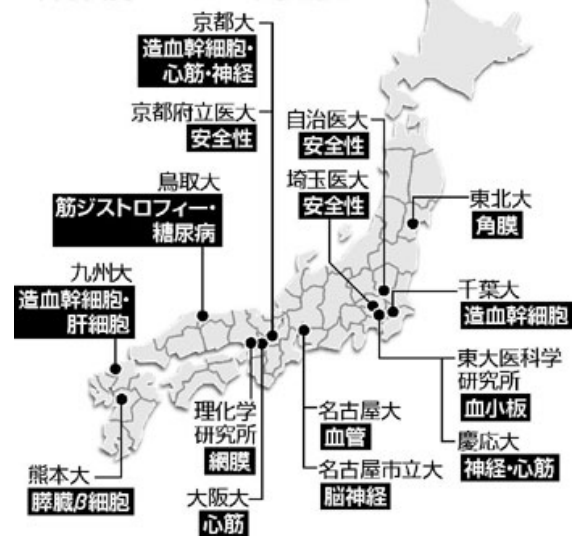 京都大
造血幹細胞・
心筋・神経
京都府立医大
安全性
鳥取大
筋ジストロフィー・
糖尿病
九州大
造血幹細胞・
肝細胞
熊本大
膵臓β細胞
理化学
研究所
網膜
大阪大
心筋
名古屋大
血管
名古屋市立大
脳神経
自治医大
安全性
埼玉医大
安全性
東北大
角膜
千葉大
造血幹細胞
東大医科学
研究所
血小板
慶応大
神経・心筋